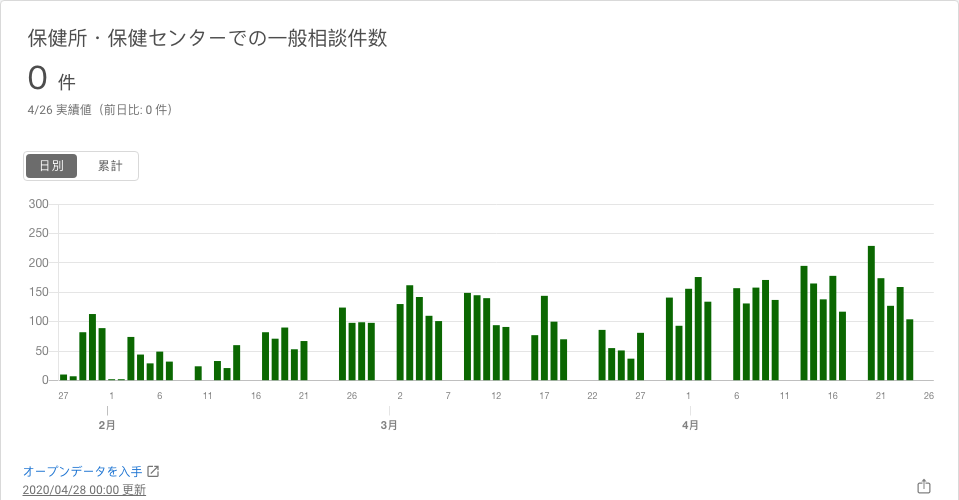 保健所・保健センターでの一般相談件数
0 件
4/26 実績値（前日比: 0 件）
日別 累計
300
250
200
150
100
50
0
27 1 6 11 16 21 26 2 7 12 17 22 27 1 6 11 16 21 26
2月 3月 4月
オープンデータを入手
2020/04/28 00:00 更新